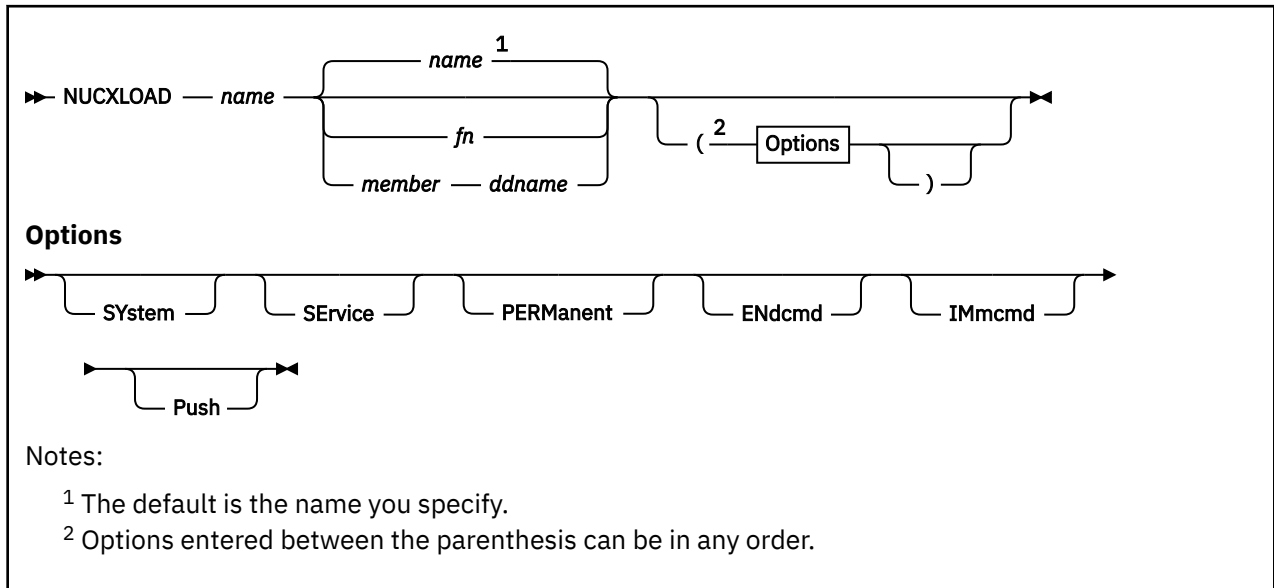 name 1
NUCXLOAD name
fn
member ddname
( 2 Options
)
Options
SYstem SErvice PERManent ENdcmd IMmcmd
Push
Notes:
1 The default is the name you specify.
2 Options entered between the parenthesis can be in any order.